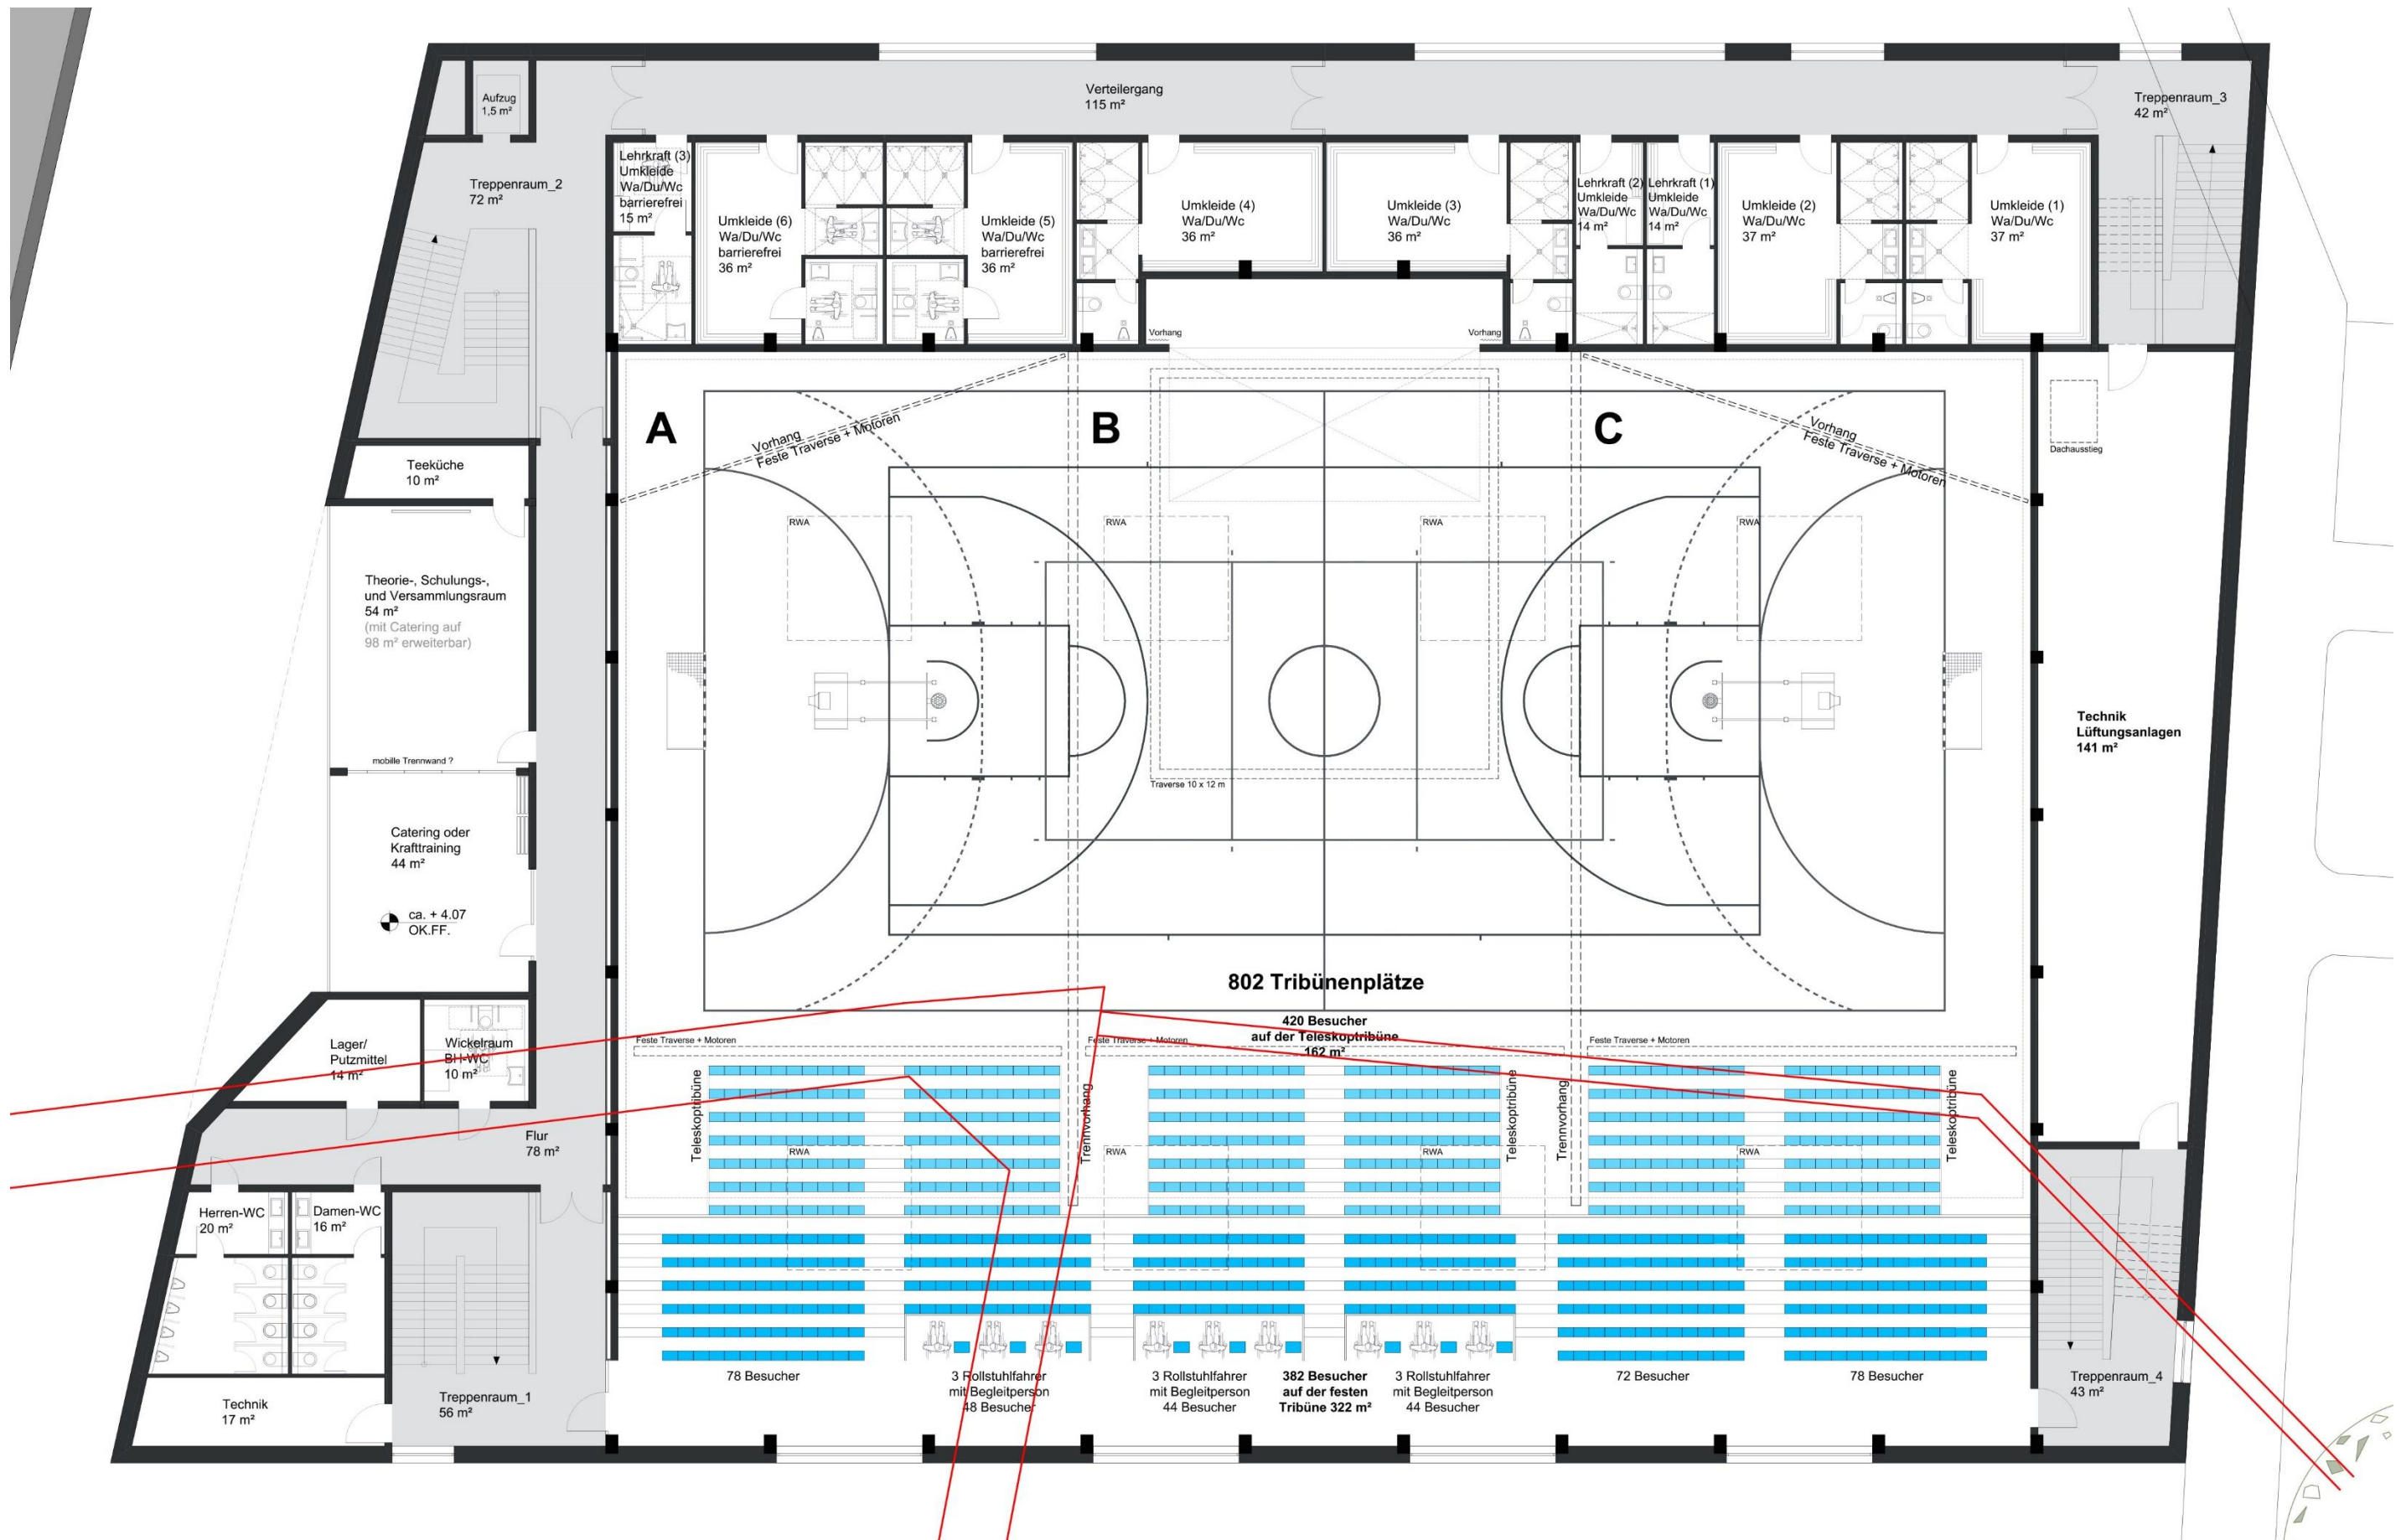 Aufzug
1,5 m²
Verteilergang
115 m²
Treppenraum_3
42 m²
Treppenraum_2
72 m²
Lehrkraft (3)
Umkleide
Wa/Du/Wc
barrierefrei
15 m²
Umkleide (6)
Wa/Du/Wc
barrierefrei
36 m²
Umkleide (5)
Wa/Du/Wc
barrierefrei
36 m²
Umkleide (4)
Wa/Du/Wc
36 m²
Umkleide (3)
Wa/Du/Wc
36 m²
Lehrkraft (2)
Umkleide
Wa/Du/Wc
14 m²
Lehrkraft (1)
Umkleide
Wa/Du/Wc
14 m²
Umkleide (2)
Wa/Du/Wc
37 m²
Umkleide (1)
Wa/Du/Wc
37 m²
Vorhang
Vorhang
A
B
C
Vorhang
Feste Traverse + Motoren
Vorhang
Feste Traverse + Motoren
Dachausstieg
Teeküche
10 m²
RWA
RWA
RWA
RWA
Theorie-, Schulungs-,
und Versammlungsraum
54 m²
(mit Catering auf
98 m² erweiterbar)
mobille Trennwand ?
Traverse 10 x 12 m
Technik
Lüftungsanlagen
141 m²
Catering oder
Krafttraining
44 m²
ca. + 4.07
OK.FF.
802 Tribünenplätze
420 Besucher
auf der Teleskoptribüne
162 m²
Lager/
Putzmittel
14 m²
Wickelraum
BH-WC
10 m²
Feste Traverse + Motoren
Feste Traverse + Motoren
Feste Traverse + Motoren
Teleskoptribüne
Trennvorhang
Teleskoptribüne
Trennvorhang
Teleskoptribüne
Flur
78 m²
RWA
RWA
RWA
RWA
Herren-WC
20 m²
Damen-WC
16 m²
Technik
17 m²
Treppenraum_1
56 m²
78 Besucher
3 Rollstuhlfahrer
mit Begleitperson
48 Besucher
3 Rollstuhlfahrer
mit Begleitperson
44 Besucher
382 Besucher
auf der festen
Tribüne 322 m²
3 Rollstuhlfahrer
mit Begleitperson
44 Besucher
72 Besucher
78 Besucher
Treppenraum_4
43 m²